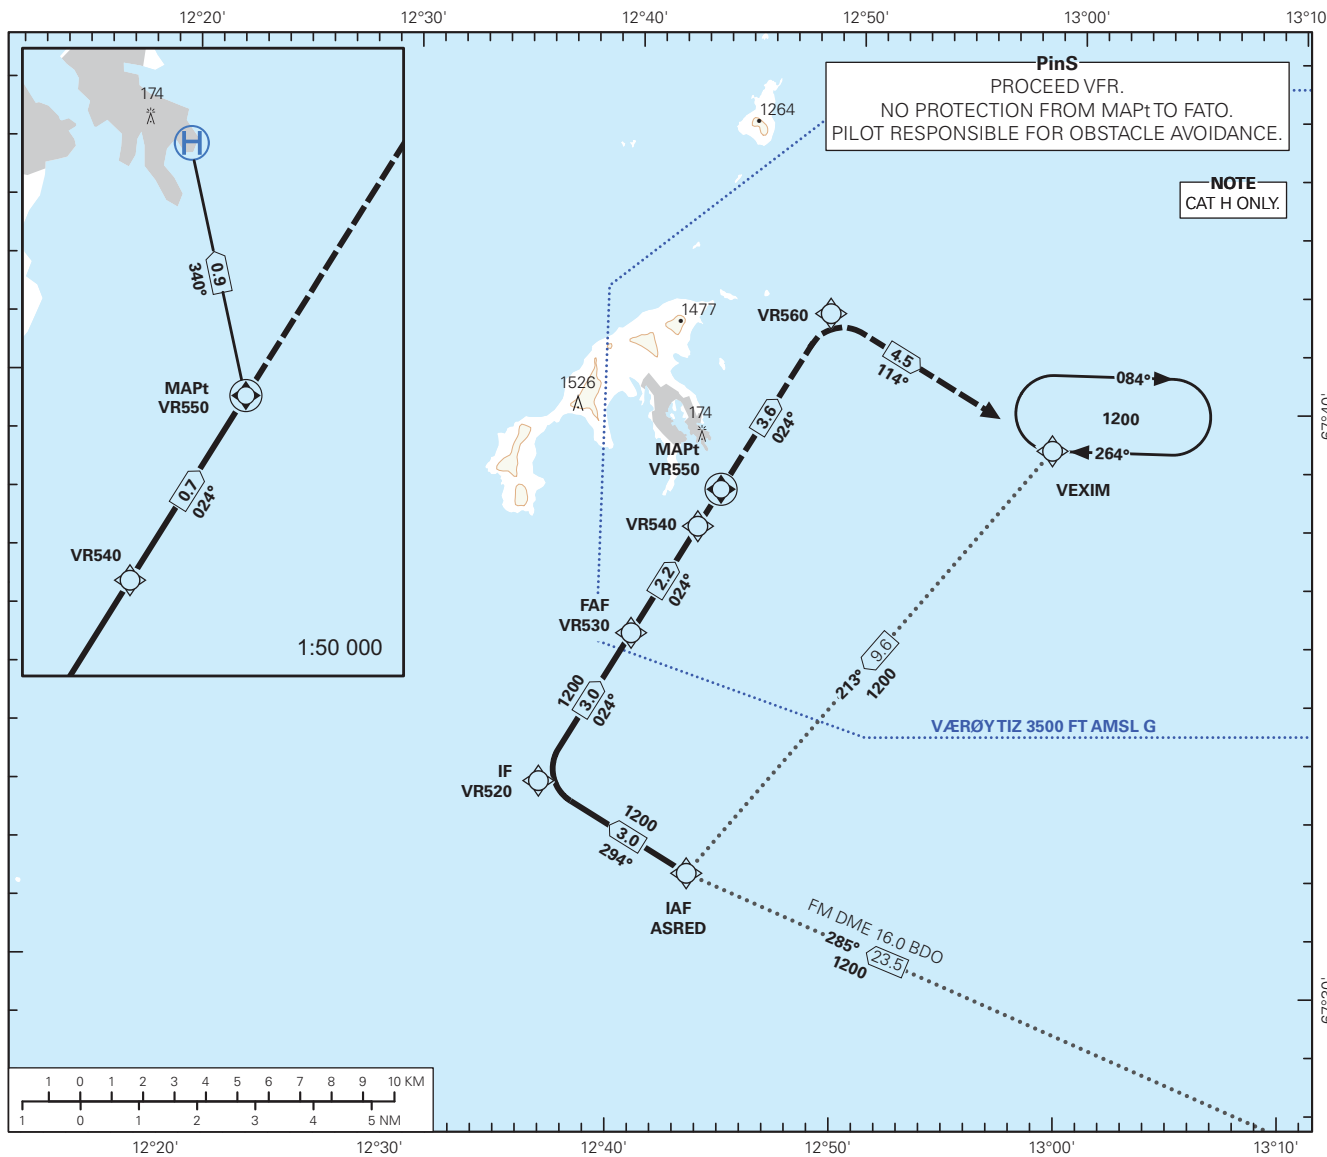 12°20'
12°30'
12°40'
12°50'
13°00'
13°10
PinS
PROCEED VFR.
NO PROTECTION FROM MAPt TO FATO.
PILOT RESPONSIBLE FOR OBSTACLE AVOIDANCE.
NOTE
CAT H ONLY.
174
H
0.9
340°
MAPt
VR550
0.7
024°
VR540
1:50 000
1264
1477
1526
174
VR560
4.5
114°
3.6
024°
MAPt
VR550
VR540
2.2
024°
FAF
VR530
1200
3.0
024°
IF
VR520
1200
3.0
294°
IAF
ASRED
084°
1200
264°
VEXIM
9.6
213°
1200
VÆRØY TIZ 3500 FT AMSL G
FM DME 16.0 BDO
285°
23.5
1200
67°40'
67°30'
1 0 1 2 3 4 5 6 7 8 9 10 KM
1 0 1 2 3 4 5 NM
12°20'
12°30'
12°40'
12°50'
13°00'
13°10'